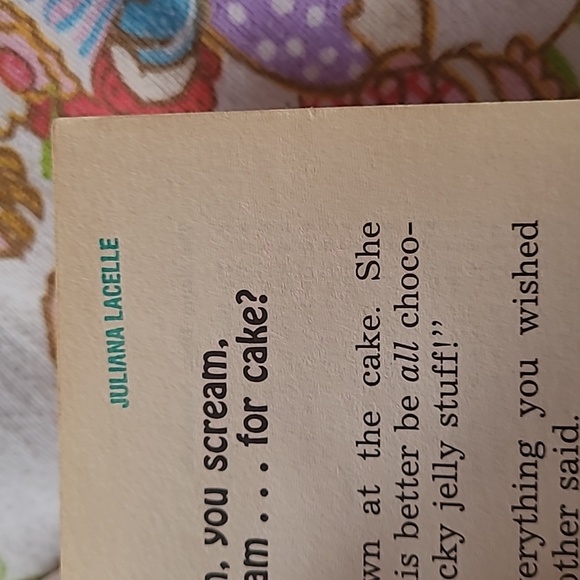 JULIANA LACELLE
, you scream,
am . . . for cake?
wn at the cake. She
is better be all choco-
cky jelly stuff!”
erything you wished
ther said.